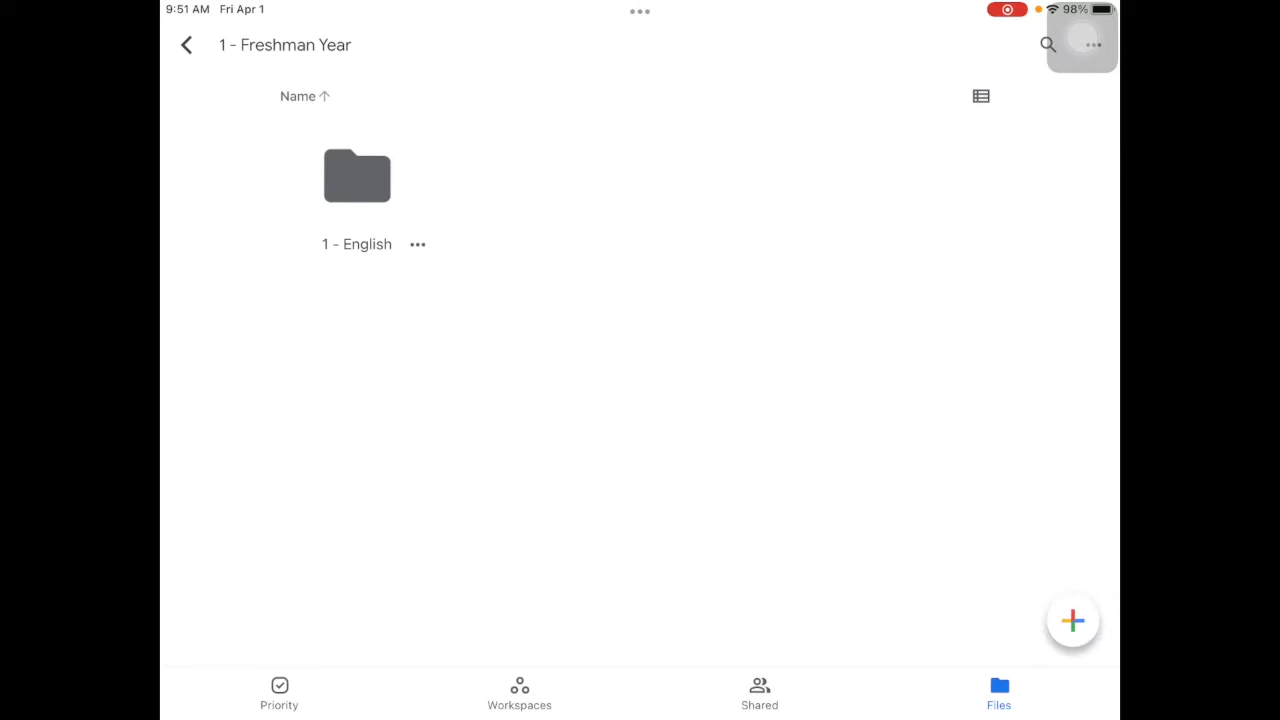 9:51 AM Fri Apr 1
98%
1 - Freshman Year
Name
1 - English
Priority
Workspaces
Shared
Files